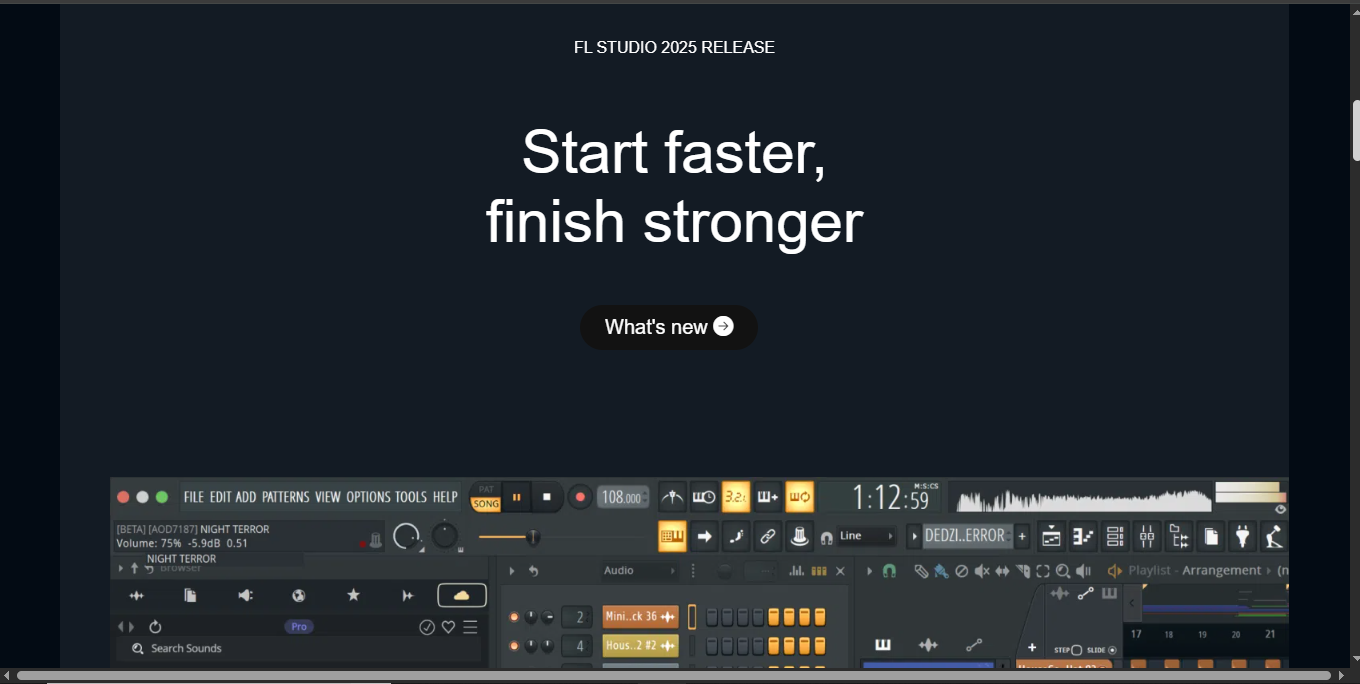 FL STUDIO 2025 RELEASE
Start faster,
finish stronger
What's new
FILE EDIT ADD PATTERNS VIEW OPTIONS TOOLS HELP
PAT
SONG
108.000
3.2.
1:12:59
M:S:CS
[BETA] [AOD7187] NIGHT TERROR
Volume: 75% -5.9dB 0.51
NIGHT TERROR
Line
DEDZI..ERROR
Browser
Audio
Playlist - Arrangement
Pro
Search Sounds
2
Mini..ck 36
4
Hous..2 #2
STEP
SLIDE
17 18 19 20 21